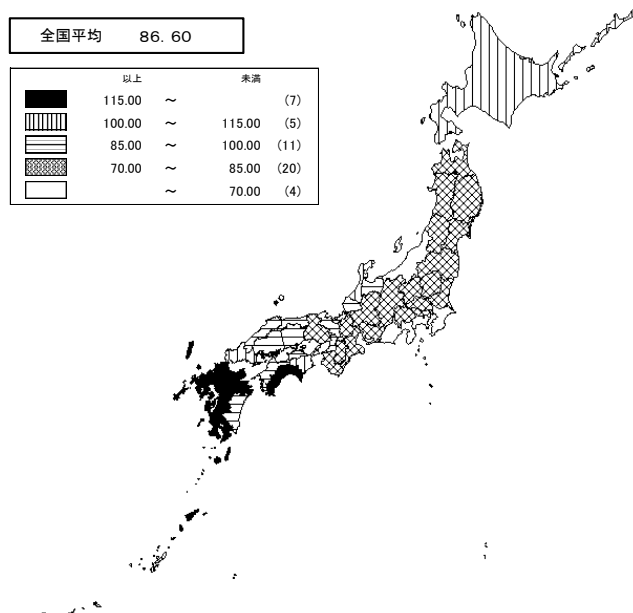 全国平均 86.60
以上 未満
115.00 ～ (7)
100.00 ～ 115.00 (5)
85.00 ～ 100.00 (11)
70.00 ～ 85.00 (20)
～ 70.00 (4)